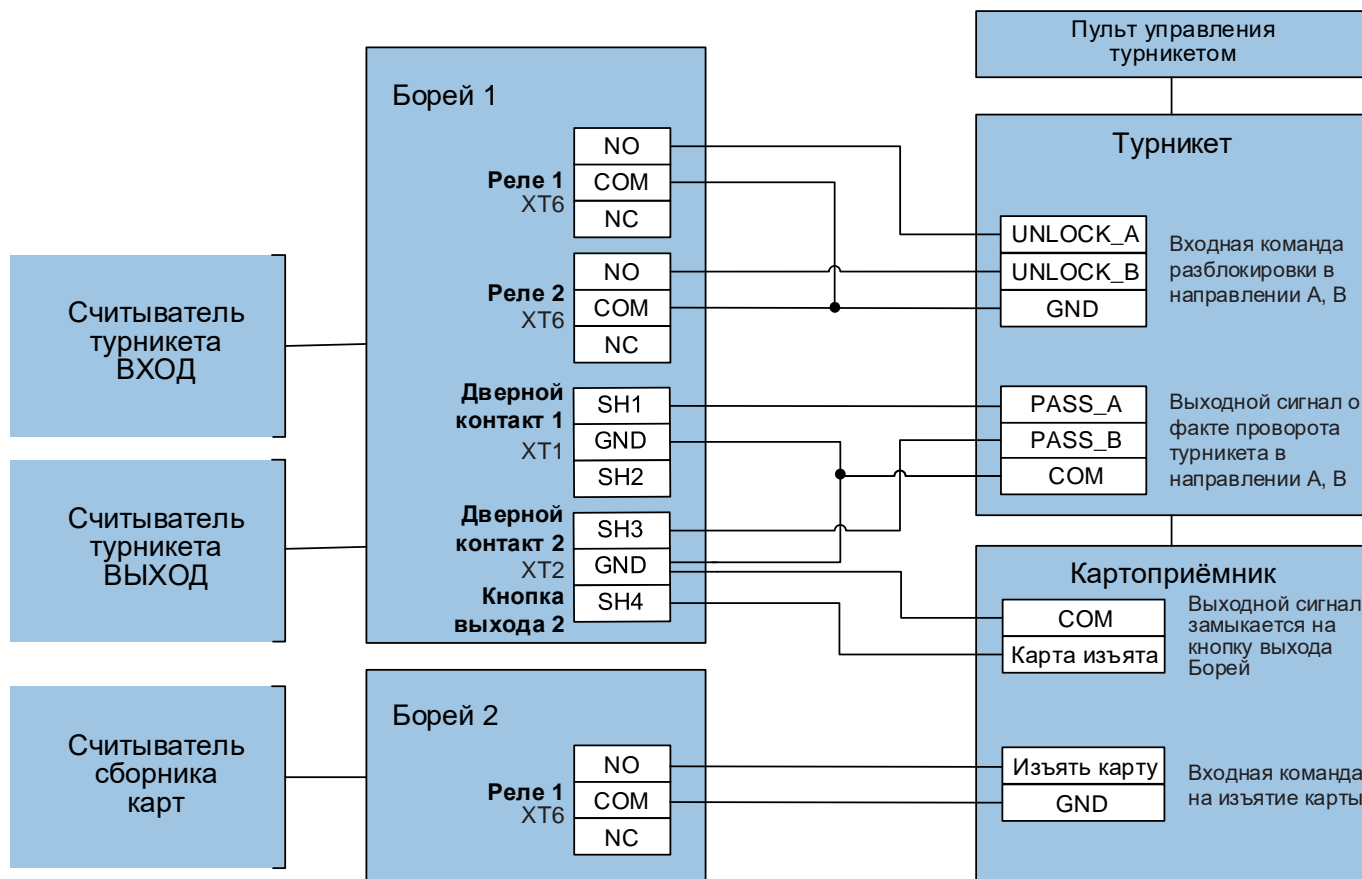 Пульт управления
турникетом
Борей 1
NO
Реле 1
COM
XT6
NC
NO
Реле 2
COM
XT6
NC
Дверной
контакт 1
SH1
GND
XT1
SH2
Дверной
контакт 2
SH3
XT2
GND
Кнопка
выхода 2
SH4
Турникет
UNLOCK_A
UNLOCK_B
GND
Входная команда
разблокировки в
направлении А, В
PASS_A
PASS_B
COM
Выходной сигнал о
факте проворота
турникета в
направлении А, В
Считыватель
турникета
ВХОД
Считыватель
турникета
ВЫХОД
Картоприёмник
COM
Карта изъята
Выходной сигнал
замыкается на
кнопку выхода
Борей
Считыватель
сборника
карт
Борей 2
NO
Реле 1
COM
XT6
NC
Изъять карту
GND
Входная команда
на изъятие карты